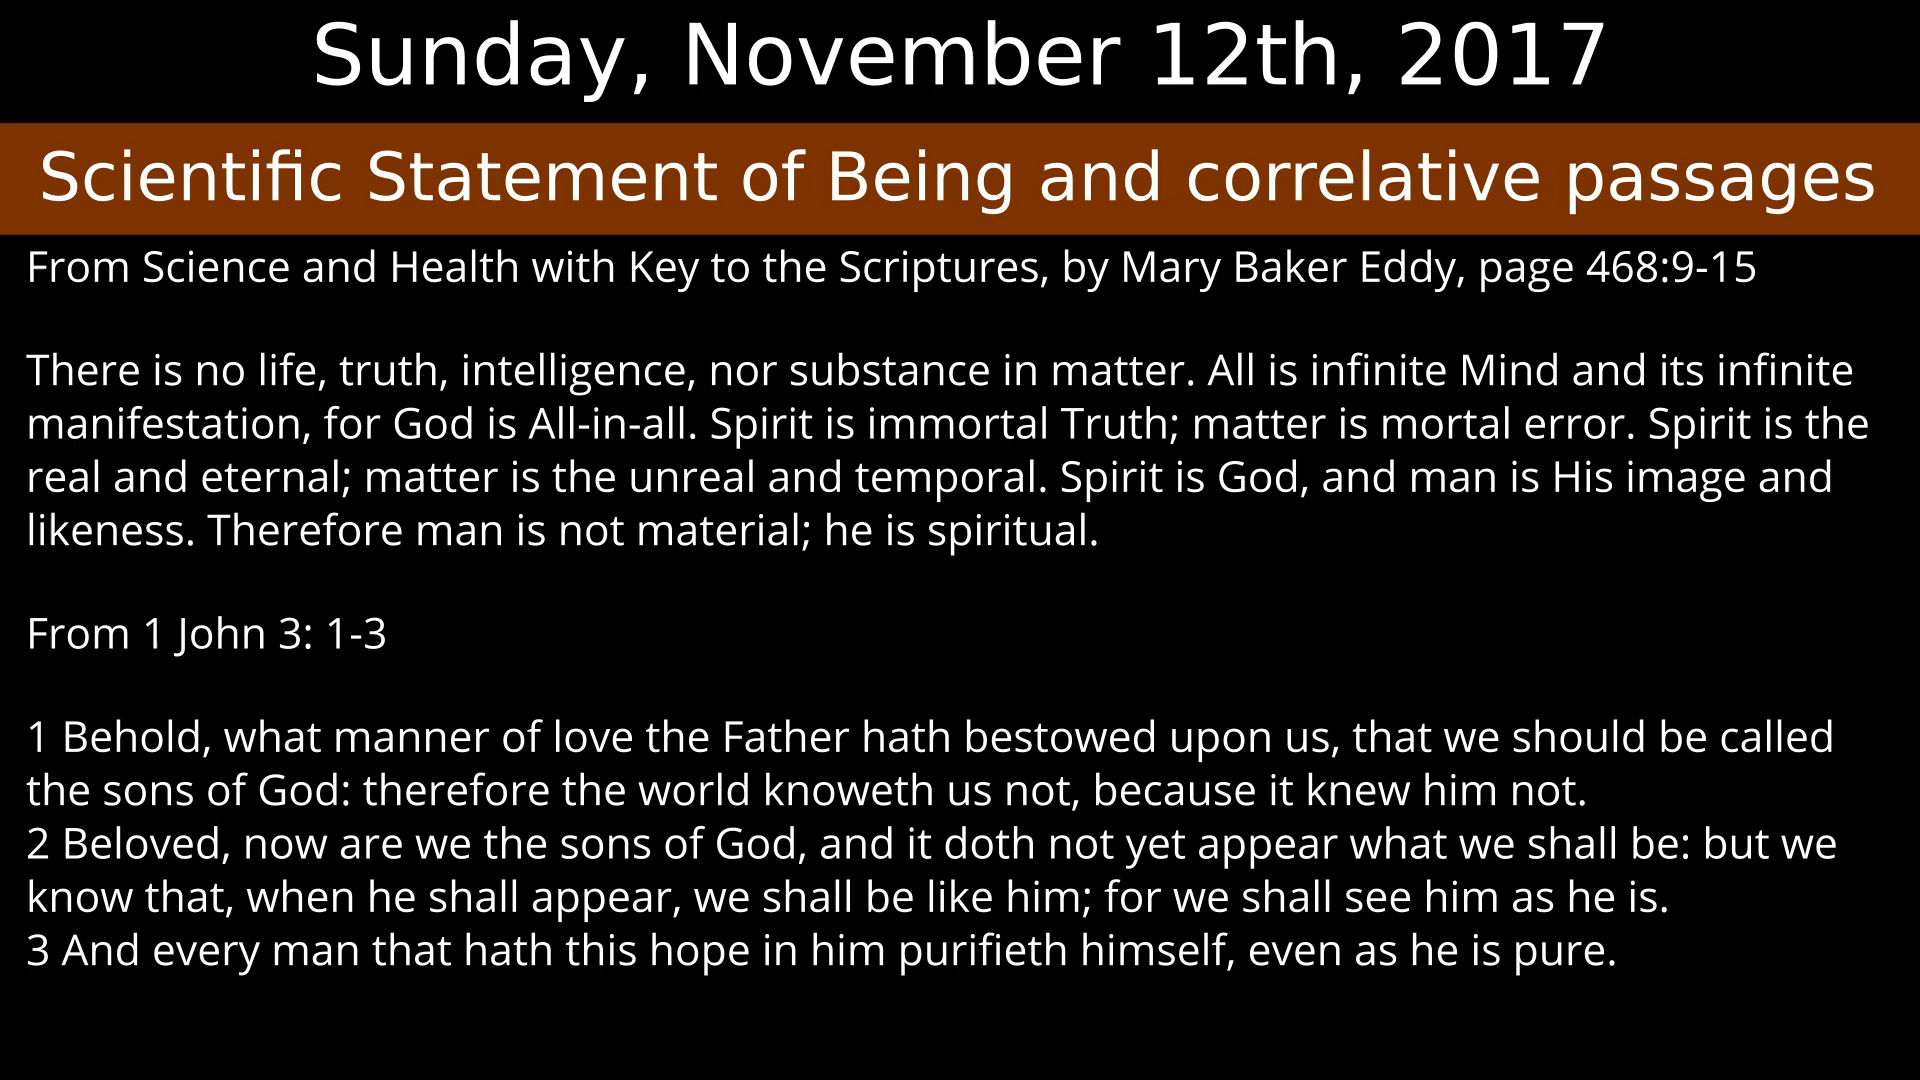 Sunday, November 12th, 2017
Scientific Statement of Being and correlative passages
From Science and Health with Key to the Scriptures, by Mary Baker Eddy, page 468:9-15
There is no life, truth, intelligence, nor substance in matter. All is infinite Mind and its infinite
manifestation, for God is All-in-all. Spirit is immortal Truth; matter is mortal error. Spirit is the
real and eternal; matter is the unreal and temporal. Spirit is God, and man is His image and
likeness. Therefore man is not material; he is spiritual.
From 1 John 3: 1-3
1 Behold, what manner of love the Father hath bestowed upon us, that we should be called
the sons of God: therefore the world knoweth us not, because it knew him not.
2 Beloved, now are we the sons of God, and it doth not yet appear what we shall be: but we
know that, when he shall appear, we shall be like him; for we shall see him as he is.
3 And every man that hath this hope in him purifieth himself, even as he is pure.